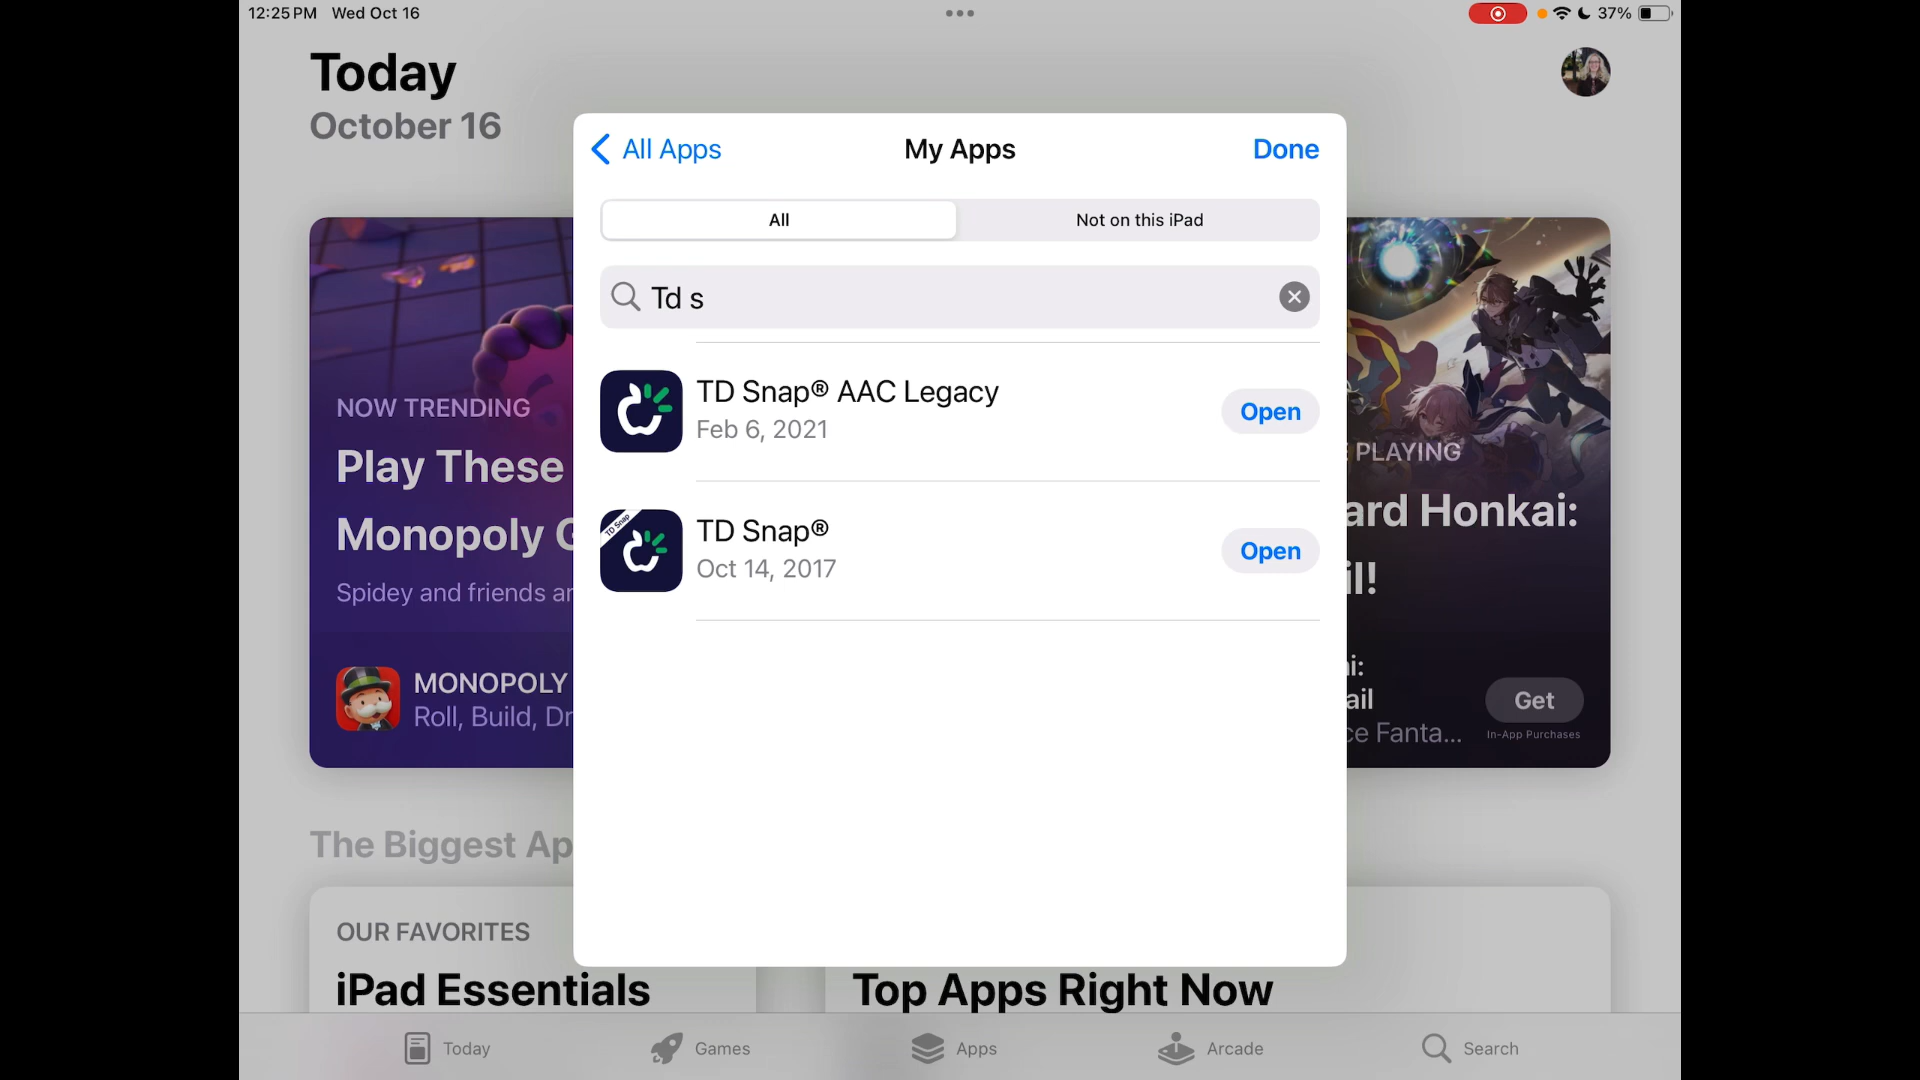 12:25 PM Wed Oct 16
37%
Today
October 16
All Apps
My Apps
Done
All
Not on this iPad
Td s
TD Snap® AAC Legacy
Feb 6, 2021
Open
TD Snap
TD Snap®
Oct 14, 2017
Open
NOW TRENDING
Play These
Monopoly G
Spidey and friends ar
MONOPOLY
Roll, Build, Dr
PLAYING
ard Honkai:
il!
ai:
ail
ce Fanta...
Get
In-App Purchases
The Biggest Ap
OUR FAVORITES
iPad Essentials
Top Apps Right Now
Today
Games
Apps
Arcade
Search